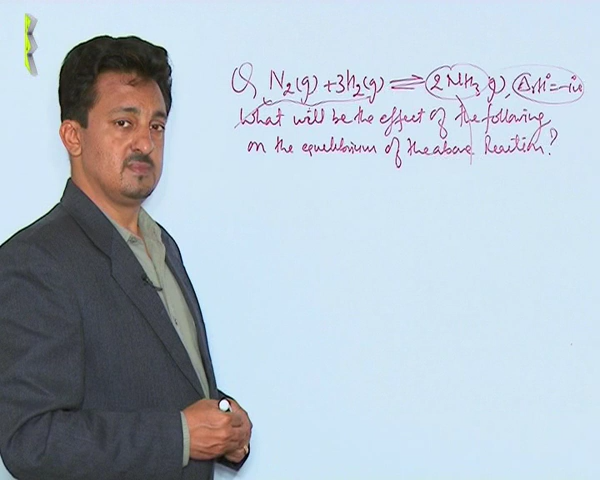 Q N₂(g) + 3H₂(g) ⇌ 2NH₃ g), ΔH° = -ive
What will be the effect of the following
on the equilibrium of the above Reaction?